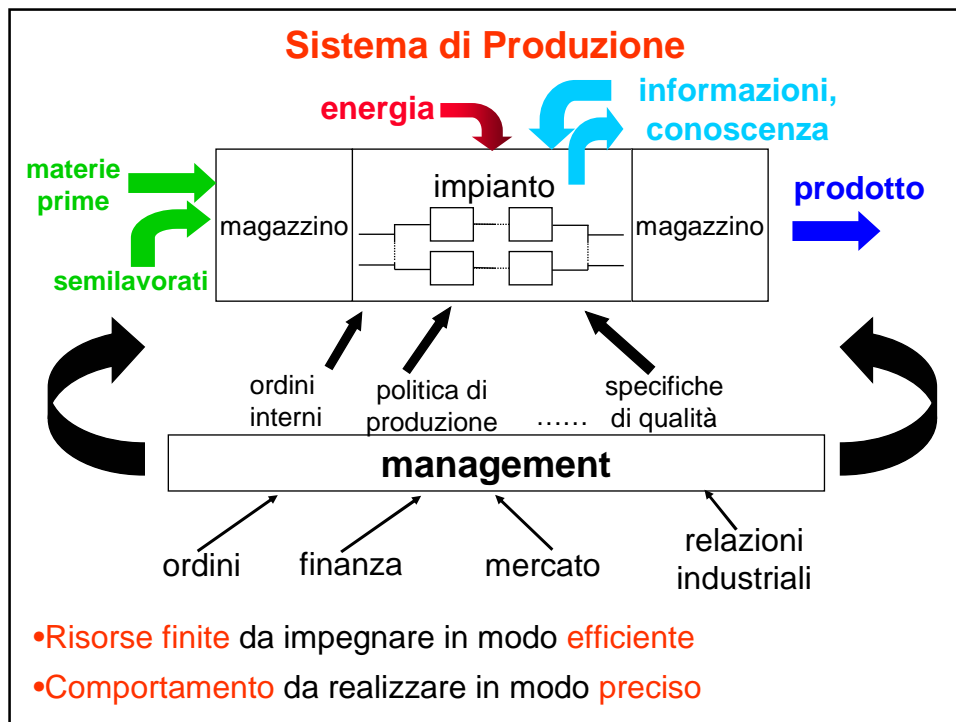 Sistema di Produzione
energia
informazioni,
conoscenza
materie
prime
semilavorati
magazzino
impianto
magazzino
prodotto
ordini
interni
politica di
produzione
……
specifiche
di qualità
management
ordini
finanza
mercato
relazioni
industriali
•Risorse finite da impegnare in modo efficiente
•Comportamento da realizzare in modo preciso